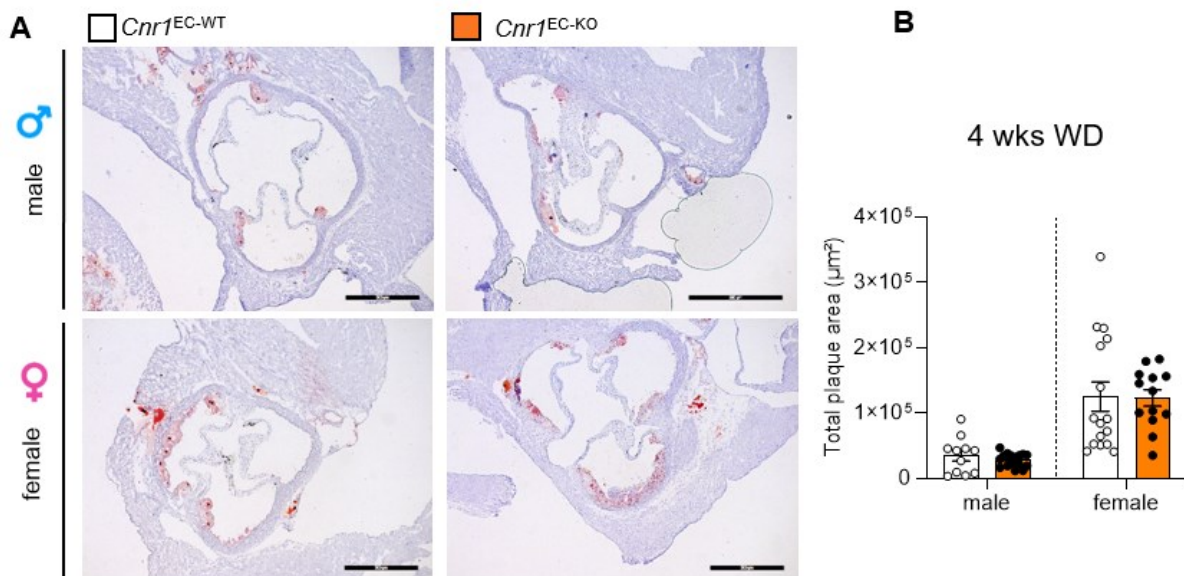 A
Cnr1EC-WT
Cnr1EC-KO
male
female
B
4 wks WD
Total plaque area (µm²)
4×10⁵
3×10⁵
2×10⁵
1×10⁵
0
male
female